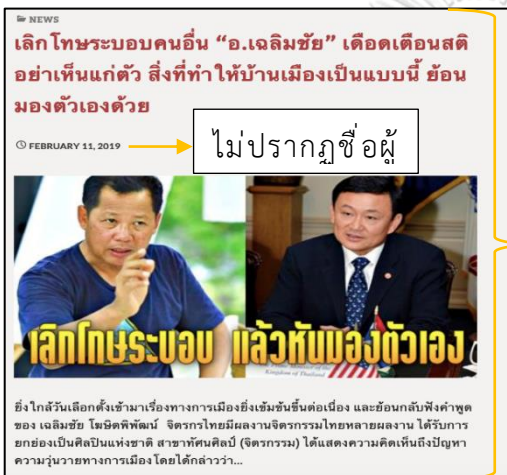 NEWS
เลิกโทษระบอบคนอื่น “อ.เฉลิมชัย” เดือดเตือนสติ
อย่าเห็นแก่ตัว สิ่งที่ทำให้บ้านเมืองเป็นแบบนี้ ย้อน
มองตัวเองด้วย
FEBRUARY 11, 2019
ไม่ปรากฏชื่อผู้
เลิกโทษระบอบ แล้วหันมองตัวเอง
ยิ่งใกล้วันเลือกตั้งเข้ามาเรื่องทางการเมืองยิ่งเข้มข้นขึ้นต่อเนื่อง และย้อนกลับฟังคำพูด
ของ เฉลิมชัย โฆษิตพิพัฒน์ จิตรกรไทยมีผลงานจิตรกรรมไทยหลายผลงาน ได้รับการ
ยกย่องเป็นศิลปินแห่งชาติ สาขาทัศนศิลป์ (จิตรกรรม) ได้แสดงความคิดเห็นถึงปัญหา
ความวุ่นวายทางการเมือง โดยได้กล่าวว่า...